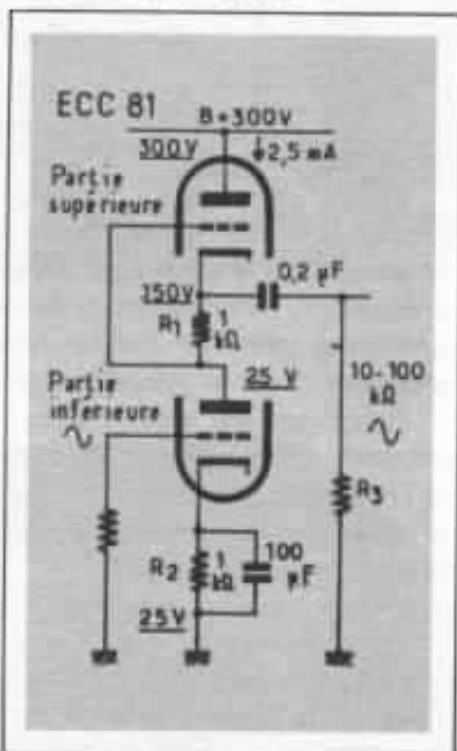 ECC 81
B + 300V
300V
↓2,5 mA
Partie
supérieure
0,2 µF
150V
R1
1
kΩ
25 V
Partie
inférieure
10-100
kΩ
R3
R2
1
kΩ
100
µF
25V